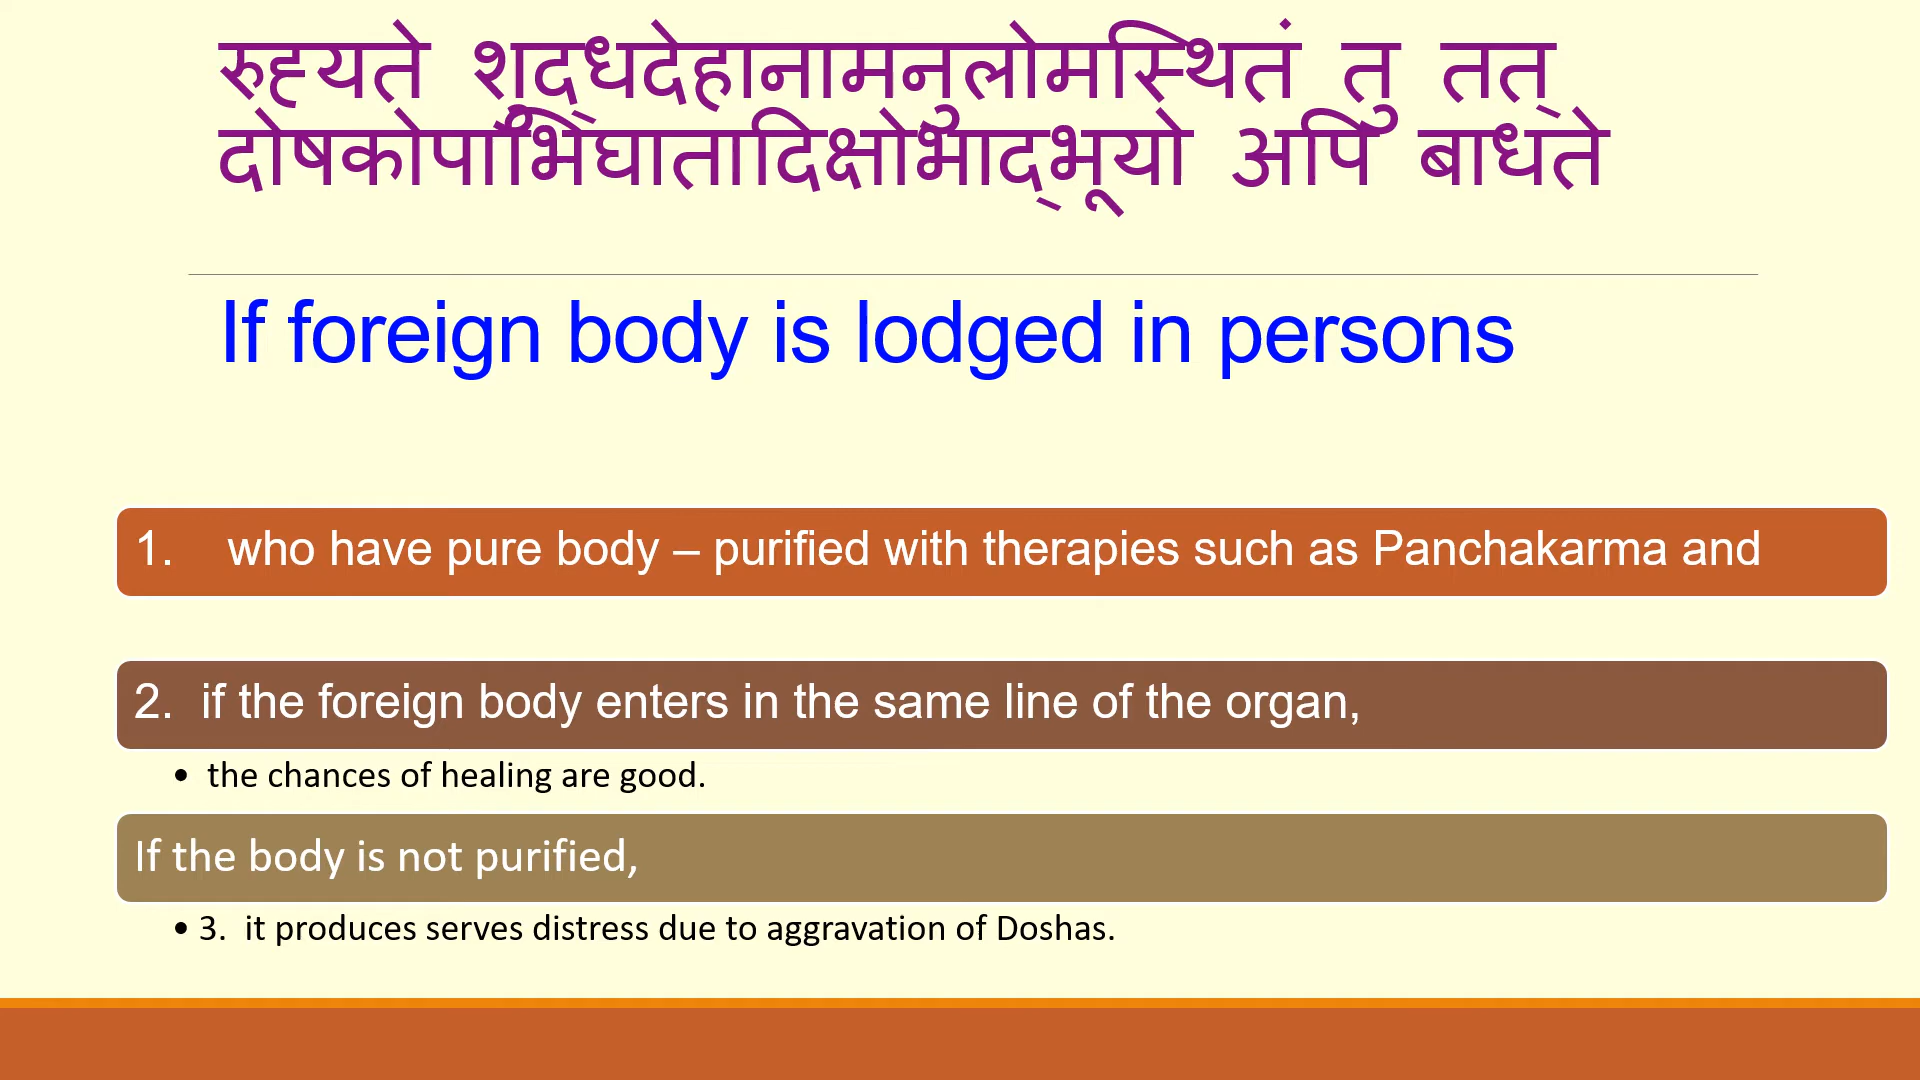 रुह्यते शुद्धदेहानामनुलोमस्थितं तु तत्
दोषकोपाभिघातादिक्षोभाद्भूयो अपि बाधते
If foreign body is lodged in persons
1. who have pure body – purified with therapies such as Panchakarma and
2. if the foreign body enters in the same line of the organ,
• the chances of healing are good.
If the body is not purified,
• 3. it produces serves distress due to aggravation of Doshas.